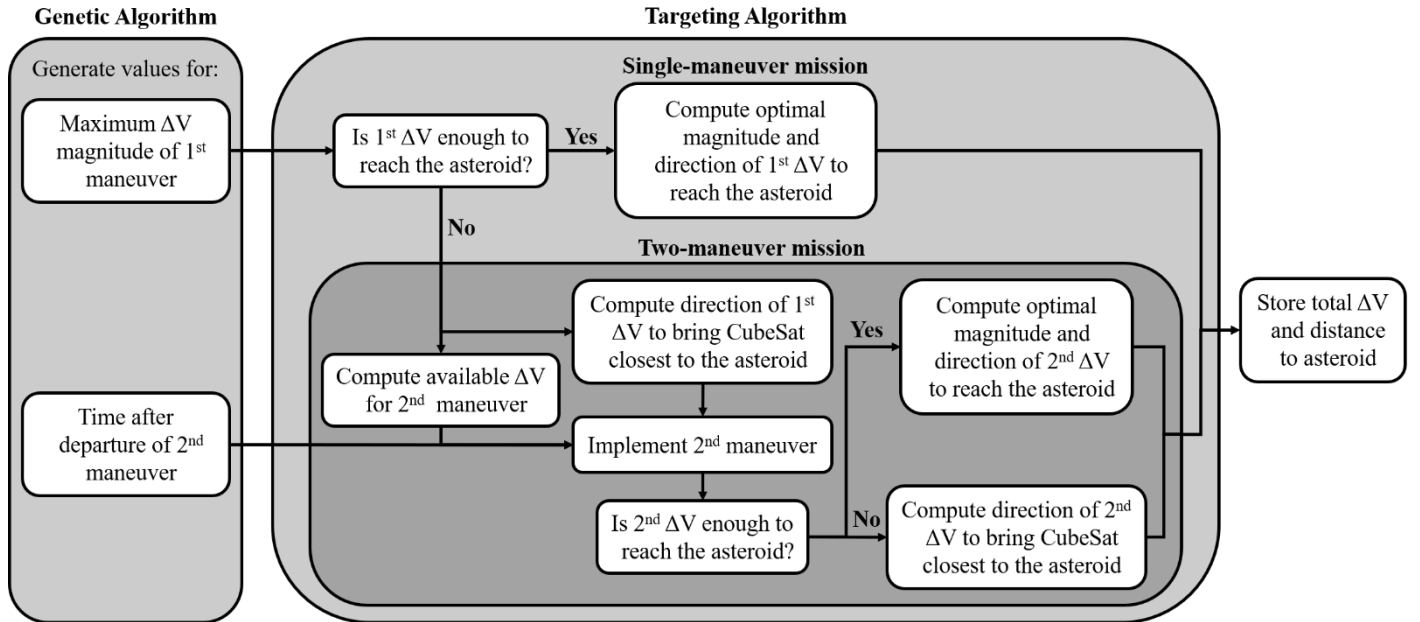 Genetic Algorithm
Generate values for:
Maximum ΔV
magnitude of 1st
maneuver
Time after
departure of 2nd
maneuver
Targeting Algorithm
Single-maneuver mission
Is 1st ΔV enough to
reach the asteroid?
Yes
Compute optimal
magnitude and
direction of 1st ΔV to
reach the asteroid
No
Two-maneuver mission
Compute available ΔV
for 2nd maneuver
Compute direction of 1st
ΔV to bring CubeSat
closest to the asteroid
Implement 2nd maneuver
Is 2nd ΔV enough to
reach the asteroid?
Yes
Compute optimal
magnitude and
direction of 2nd ΔV
to reach the asteroid
No
Compute direction of 2nd
ΔV to bring CubeSat
closest to the asteroid
Store total ΔV
and distance
to asteroid